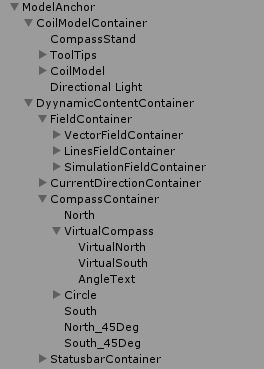 ModelAnchor
CoilModelContainer
CompassStand
ToolTips
CoilModel
Directional Light
DyynamicContentContainer
FieldContainer
VectorFieldContainer
LinesFieldContainer
SimulationFieldContainer
CurrentDirectionContainer
CompassContainer
North
VirtualCompass
VirtualNorth
VirtualSouth
AngleText
Circle
South
North_45Deg
South_45Deg
StatusbarContainer